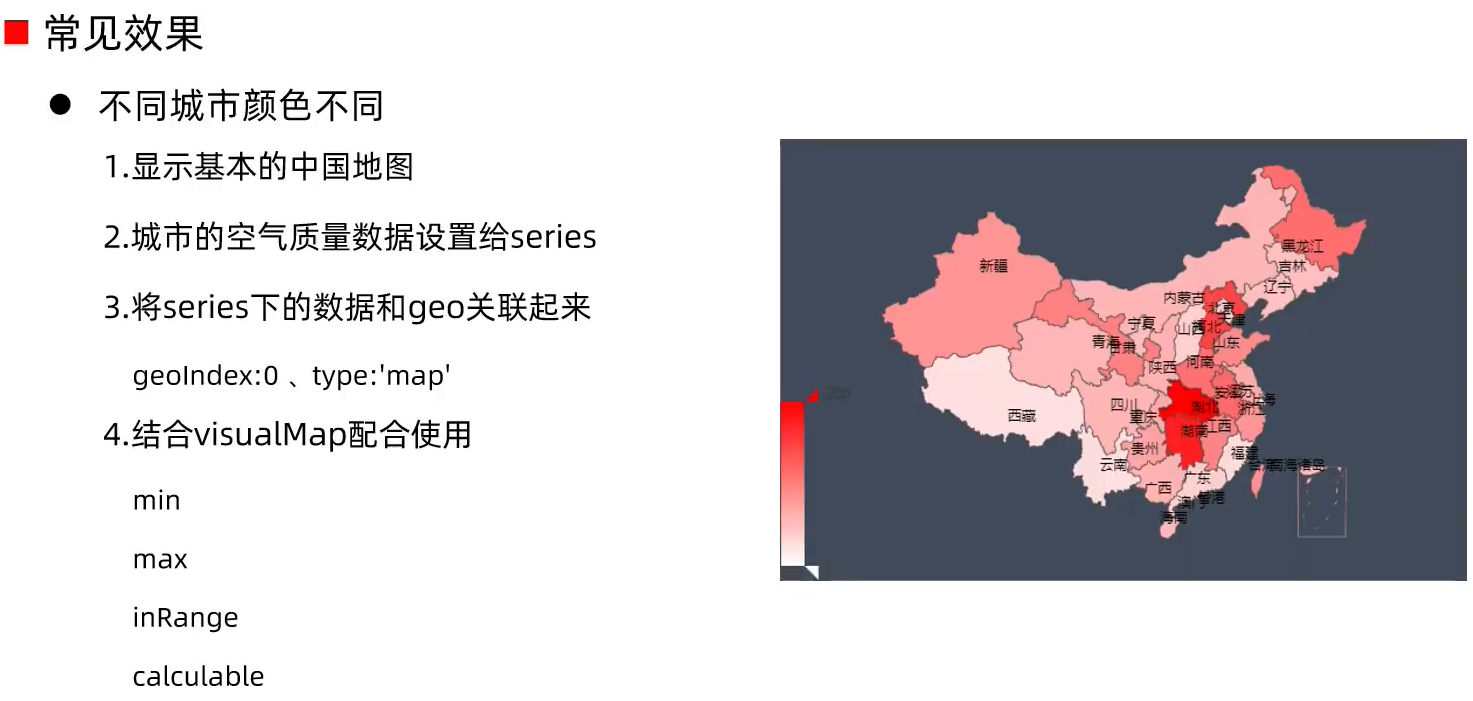 常见效果
不同城市颜色不同
1.显示基本的中国地图
2.城市的空气质量数据设置给series
3.将series下的数据和geo关联起来
geoIndex:0 、type:'map'
4.结合visualMap配合使用
min
max
inRange
calculable
黑龙江
吉林
辽宁
新疆
内蒙古
北京
天津
宁夏
山西
河北
山东
青海
甘肃
陕西
河南
西藏
四川
重庆
湖北
安徽
江苏
上海
浙江
湖南
江西
贵州
云南
福建
台湾
南海诸岛
广西
广东
澳门
香港
海南
200